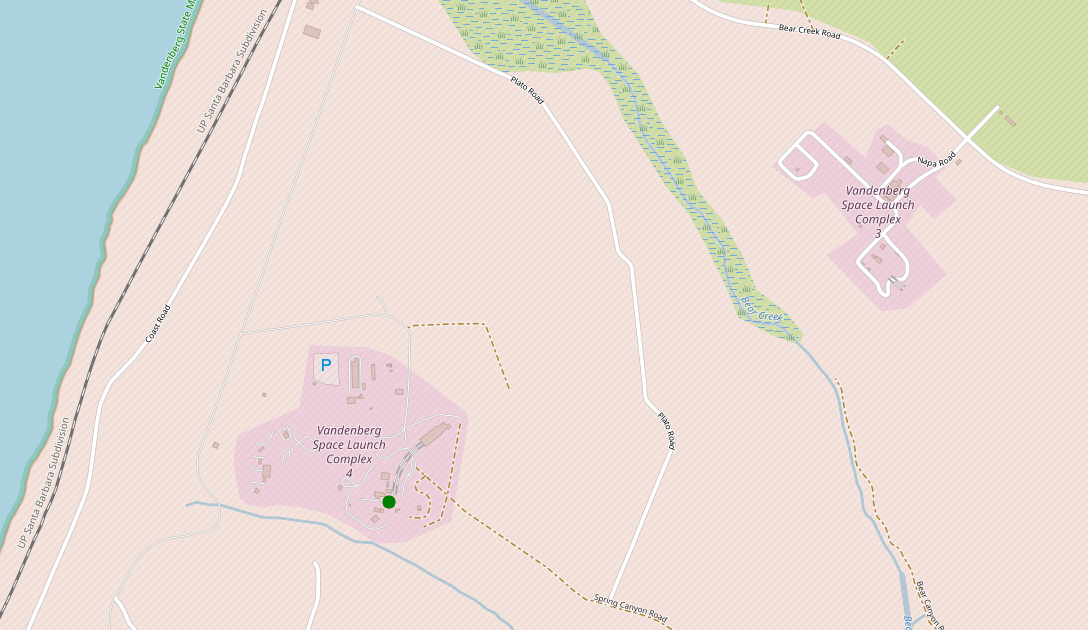 Vandenberg State M
UP Santa Barbara Subdivision
Bear Creek Road
Plato Road
Napa Road
Vandenberg
Space Launch
Complex
3
Bear Creek
Coast Road
P
Plato Road
Vandenberg
Space Launch
Complex
4
UP Santa Barbara Subdivision
Spring Canyon Road
Bear Canyon R
Bec